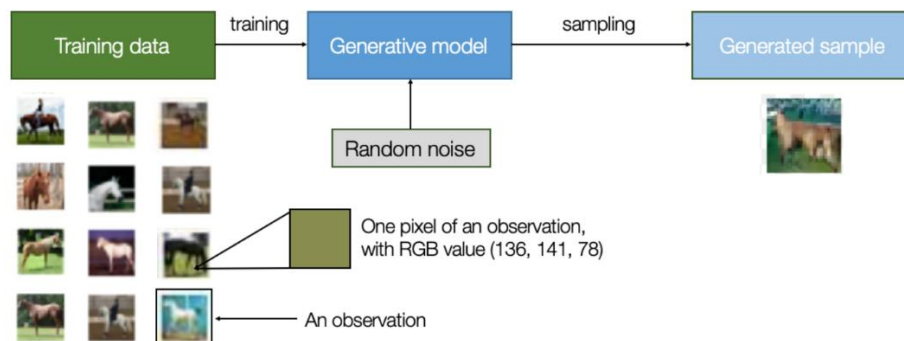 Training data
training
Generative model
sampling
Generated sample
Random noise
One pixel of an observation,
with RGB value (136, 141, 78)
An observation